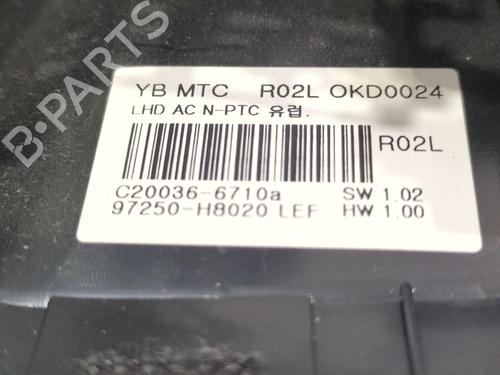 YB MTC R02L OKD0024
LHD AC N-PTC 유럽.
R02L
C20036-6710a SW 1.02
97250-H8020 LEF HW 1.00
B-PARTS